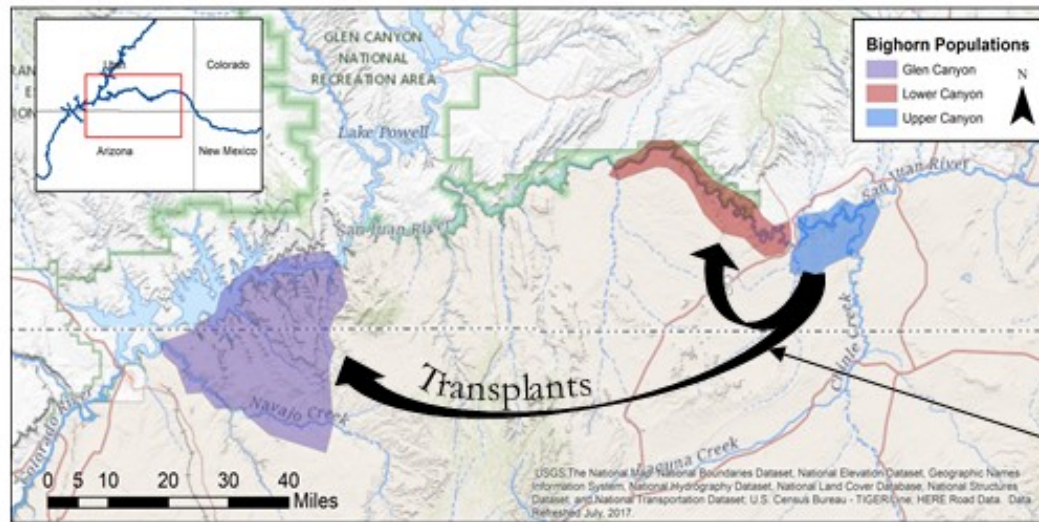 Utah
Colorado
Arizona
New Mexico
GLEN CANYON
NATIONAL
RECREATION AREA
Lake Powell
Bighorn Populations
Glen Canyon
Lower Canyon
Upper Canyon
N
San Juan River
San Juan River
Chinle Creek
Transplants
Navajo Creek
Colorado River
Laguna Creek
0 5 10 20 30 40
Miles
USGS The National Map: National Boundaries Dataset, National Elevation Dataset, Geographic Names
Information System, National Hydrography Dataset, National Land Cover Database, National Structures
Dataset, and National Transportation Dataset; U.S. Census Bureau - TIGER/Line; HERE Road Data. Data
Refreshed July, 2017.